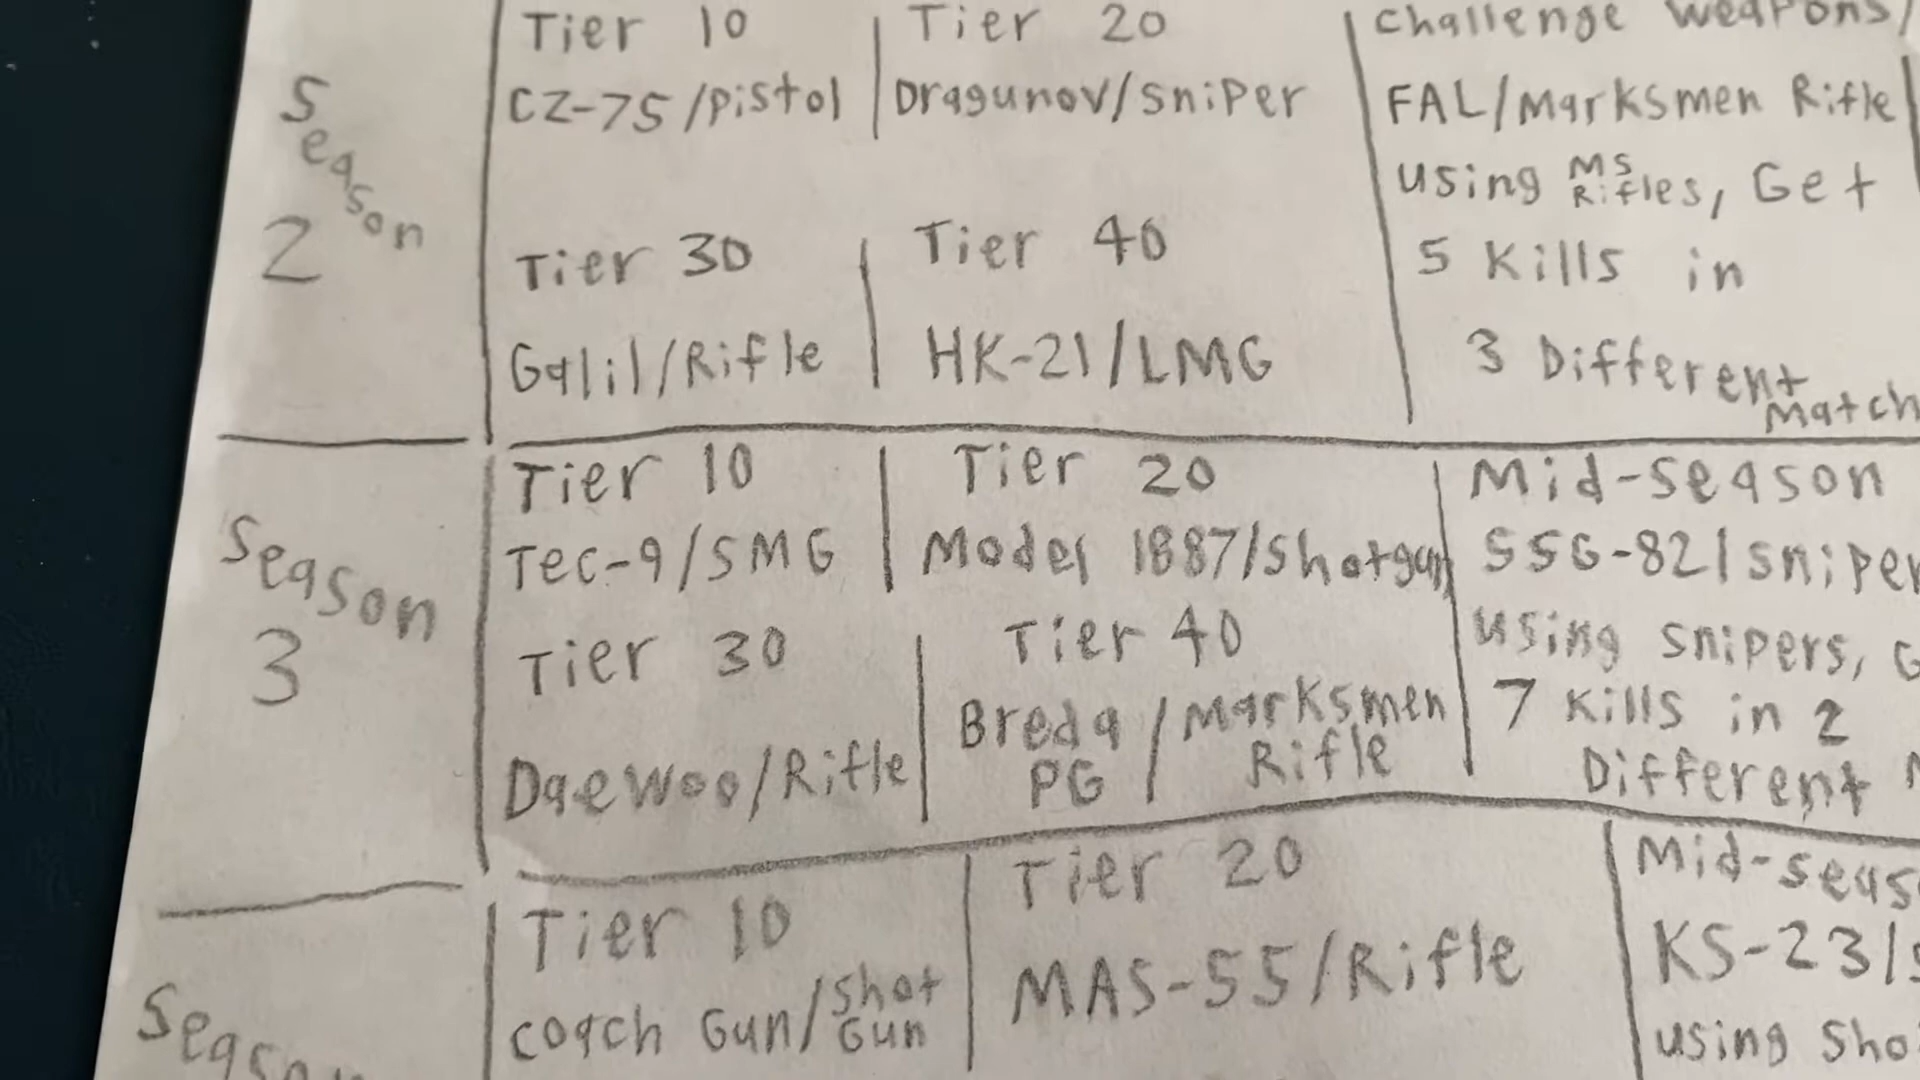 Season
2
Tier 10
CZ-75/Pistol
Tier 20
Dragunov/Sniper
Tier 30
Galil/Rifle
Tier 40
HK-21/LMG
Challenge Weapons/
FAL/Marksmen Rifle
using MS Rifles, Get
5 Kills in
3 Different
Match
Season
3
Tier 10
Tec-9/SMG
Tier 20
Model 1887/Shotgun
Tier 30
Daewoo/Rifle
Tier 40
Breda PG / Marksmen Rifle
Mid-season
SSG-82/Sniper
using snipers, G
7 Kills in 2
Different
Season
Tier 10
Coach Gun/Shot Gun
Tier 20
MAS-55/Rifle
Mid-seas
KS-23/s
using Sho